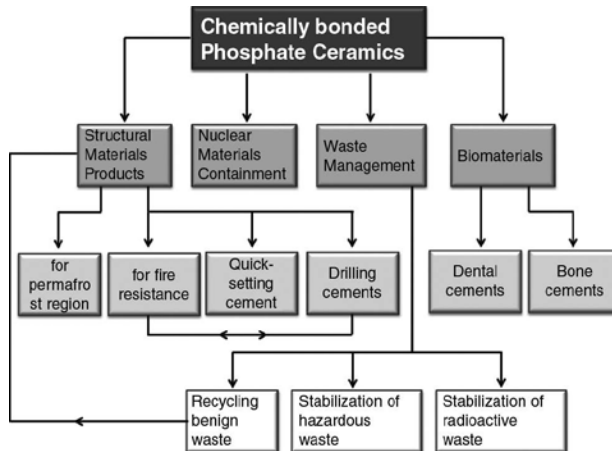 Chemically bonded
Phosphate Ceramics
Structural
Materials
Products
Nuclear
Materials
Containment
Waste
Management
Biomaterials
for
permafro
st region
for fire
resistance
Quick-
setting
cement
Drilling
cements
Dental
cements
Bone
cements
Recycling
benign
waste
Stabilization of
hazardous
waste
Stabilization of
radioactive
waste